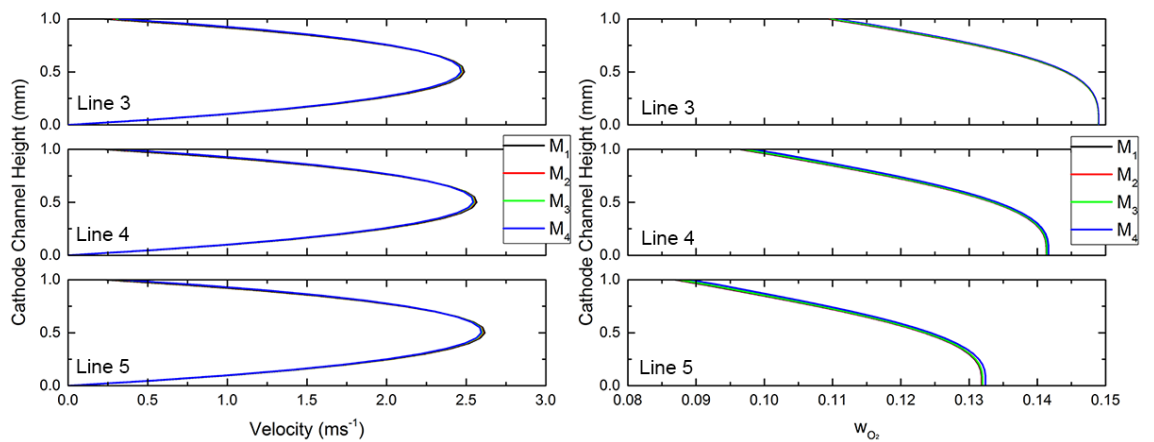 Cathode Channel Height (mm)
1.0
0.5
0.0
Line 3
1.0
0.5
0.0
Line 4
M₁
M₂
M₃
M₄
1.0
0.5
0.0
Line 5
0.0 0.5 1.0 1.5 2.0 2.5 3.0
Velocity (ms⁻¹)
Cathode Channel Height (mm)
1.0
0.5
0.0
Line 3
1.0
0.5
0.0
Line 4
M₁
M₂
M₃
M₄
1.0
0.5
0.0
Line 5
0.08 0.09 0.10 0.11 0.12 0.13 0.14 0.15
w_O₂